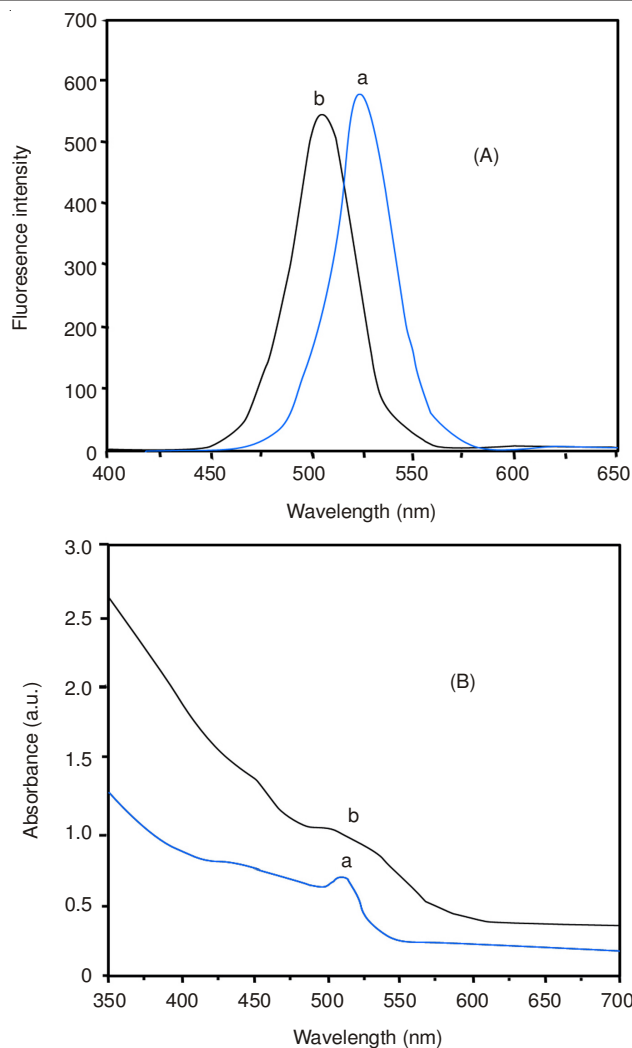 700
600
500
400
300
200
100
0
Fluoresence intensity
b
a
(A)
400 450 500 550 600 650
Wavelength (nm)
3.0
2.5
2.0
1.5
1.0
0.5
0
Absorbance (a.u.)
(B)
b
a
350 400 450 500 550 600 650 700
Wavelength (nm)